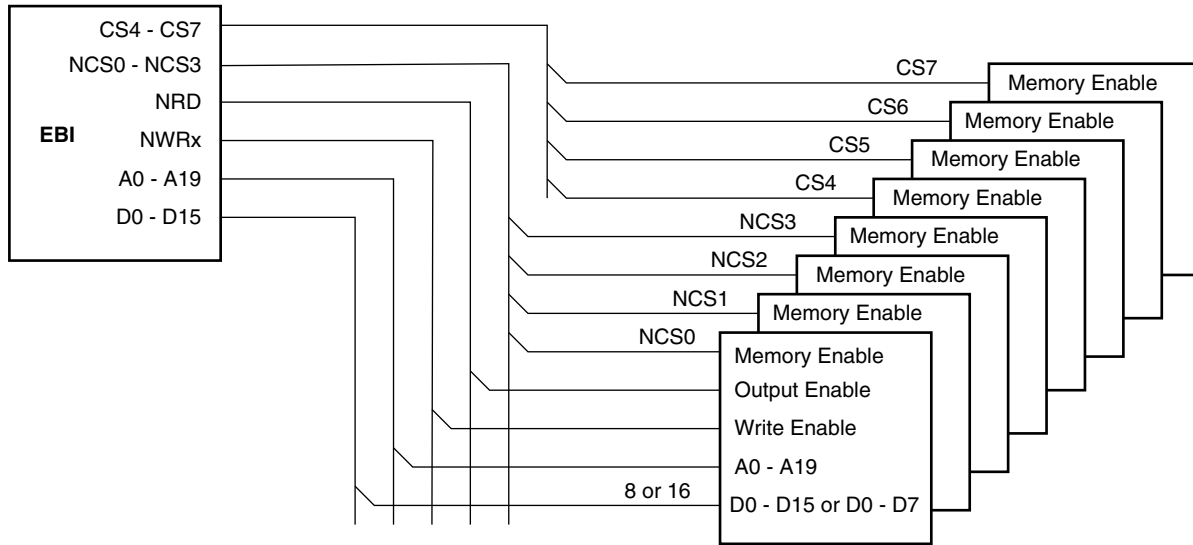 CS4 - CS7
NCS0 - NCS3
NRD
EBI
NWRx
A0 - A19
D0 - D15
CS7
Memory Enable
CS6
Memory Enable
CS5
Memory Enable
CS4
Memory Enable
NCS3
Memory Enable
NCS2
Memory Enable
NCS1
Memory Enable
NCS0
Memory Enable
Output Enable
Write Enable
A0 - A19
8 or 16
D0 - D15 or D0 - D7